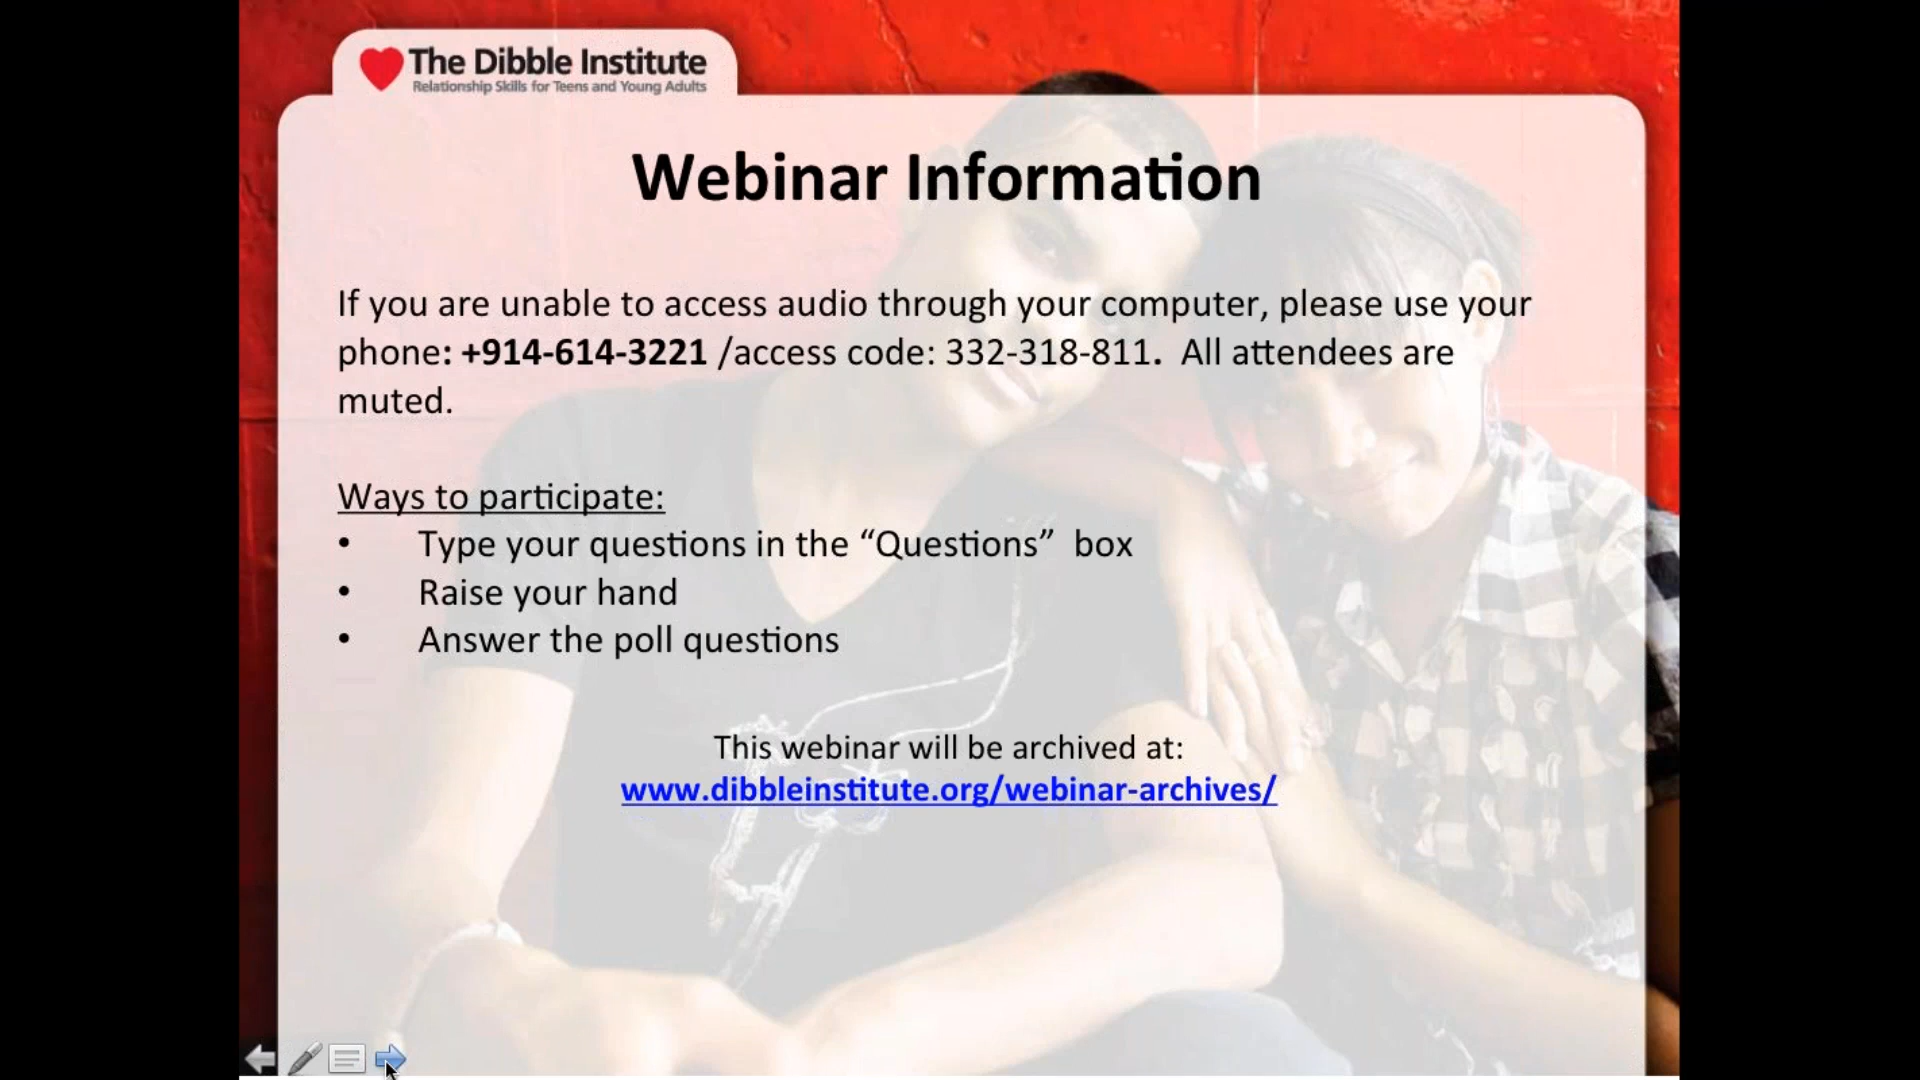 The Dibble Institute
Relationship Skills for Teens and Young Adults
Webinar Information
If you are unable to access audio through your computer, please use your
phone: +914-614-3221 /access code: 332-318-811.  All attendees are
muted.
Ways to participate:
•	Type your questions in the “Questions”  box
•	Raise your hand
•	Answer the poll questions
This webinar will be archived at:
www.dibbleinstitute.org/webinar-archives/